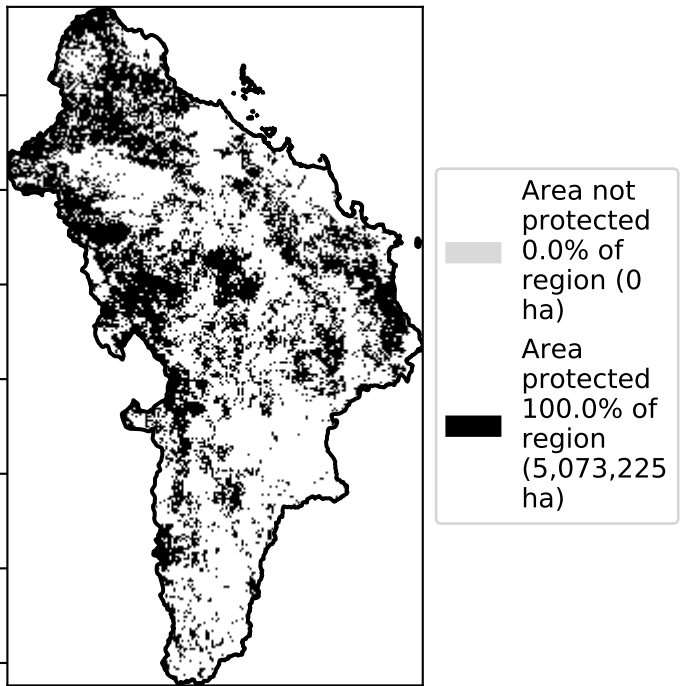 Area not
protected
0.0% of
region (0
ha)
Area
protected
100.0% of
region
(5,073,225
ha)